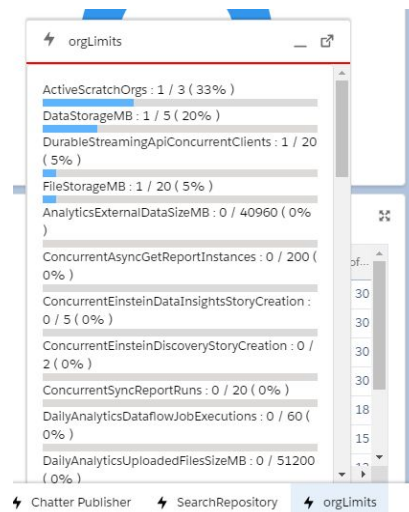 orgLimits
ActiveScratchOrgs : 1 / 3 ( 33% )
DataStorageMB : 1 / 5 ( 20% )
DurableStreamingApiConcurrentClients : 1 / 20
( 5% )
FileStorageMB : 1 / 20 ( 5% )
AnalyticsExternalDataSizeMB : 0 / 40960 ( 0%
)
ConcurrentAsyncGetReportInstances : 0 / 200 (
0% )
ConcurrentEinsteinDataInsightsStoryCreation :
0 / 5 ( 0% )
ConcurrentEinsteinDiscoveryStoryCreation : 0 /
2 ( 0% )
ConcurrentSyncReportRuns : 0 / 20 ( 0% )
DailyAnalyticsDataflowJobExecutions : 0 / 60 (
0% )
DailyAnalyticsUploadedFilesSizeMB : 0 / 51200
( 0% )
of...
30
30
30
30
18
15
Chatter Publisher
SearchRepository
orgLimits